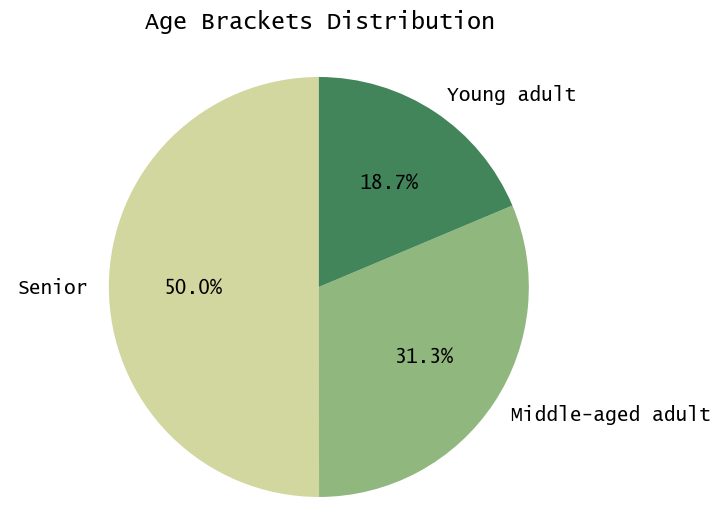 Age Brackets Distribution
Young adult
18.7%
Senior
50.0%
31.3%
Middle-aged adult